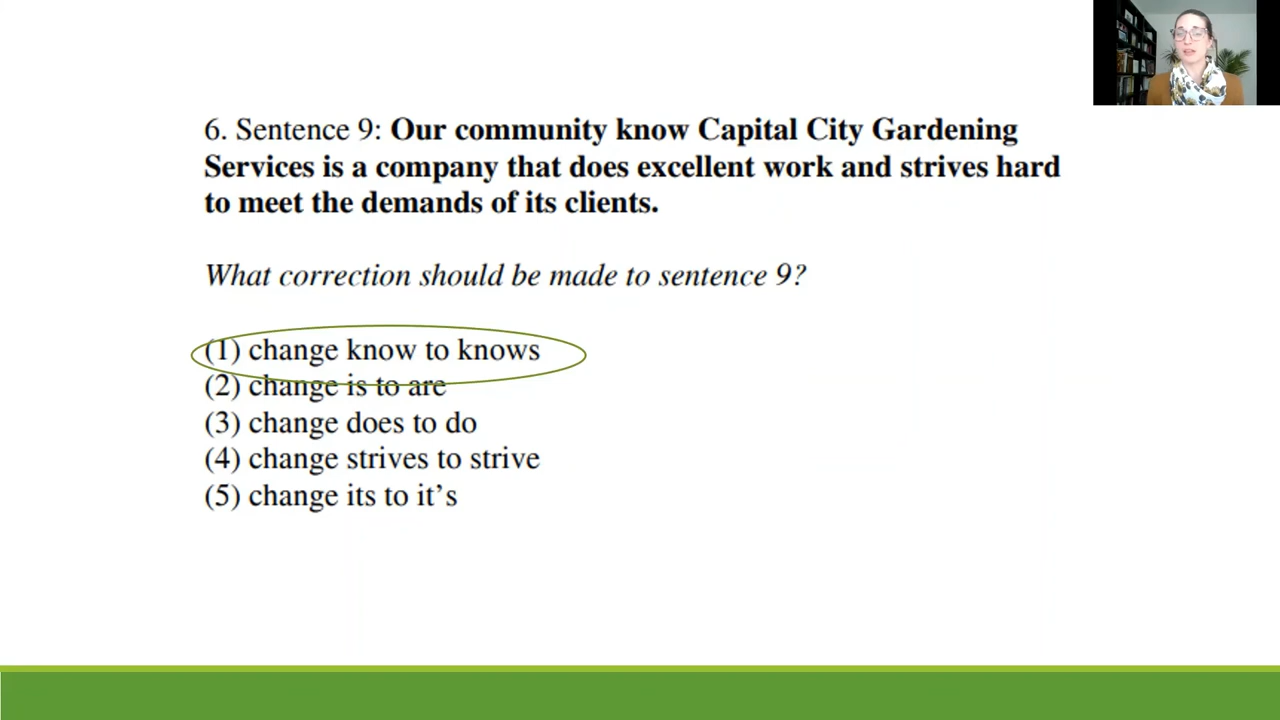 6. Sentence 9: Our community know Capital City Gardening
Services is a company that does excellent work and strives hard
to meet the demands of its clients.
What correction should be made to sentence 9?
(1) change know to knows
(2) change is to are
(3) change does to do
(4) change strives to strive
(5) change its to it’s